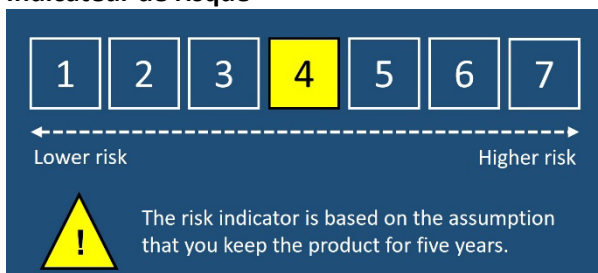 Indicateur de Risque
1 2 3 4 5 6 7
Lower risk Higher risk
!
The risk indicator is based on the assumption
that you keep the product for five years.